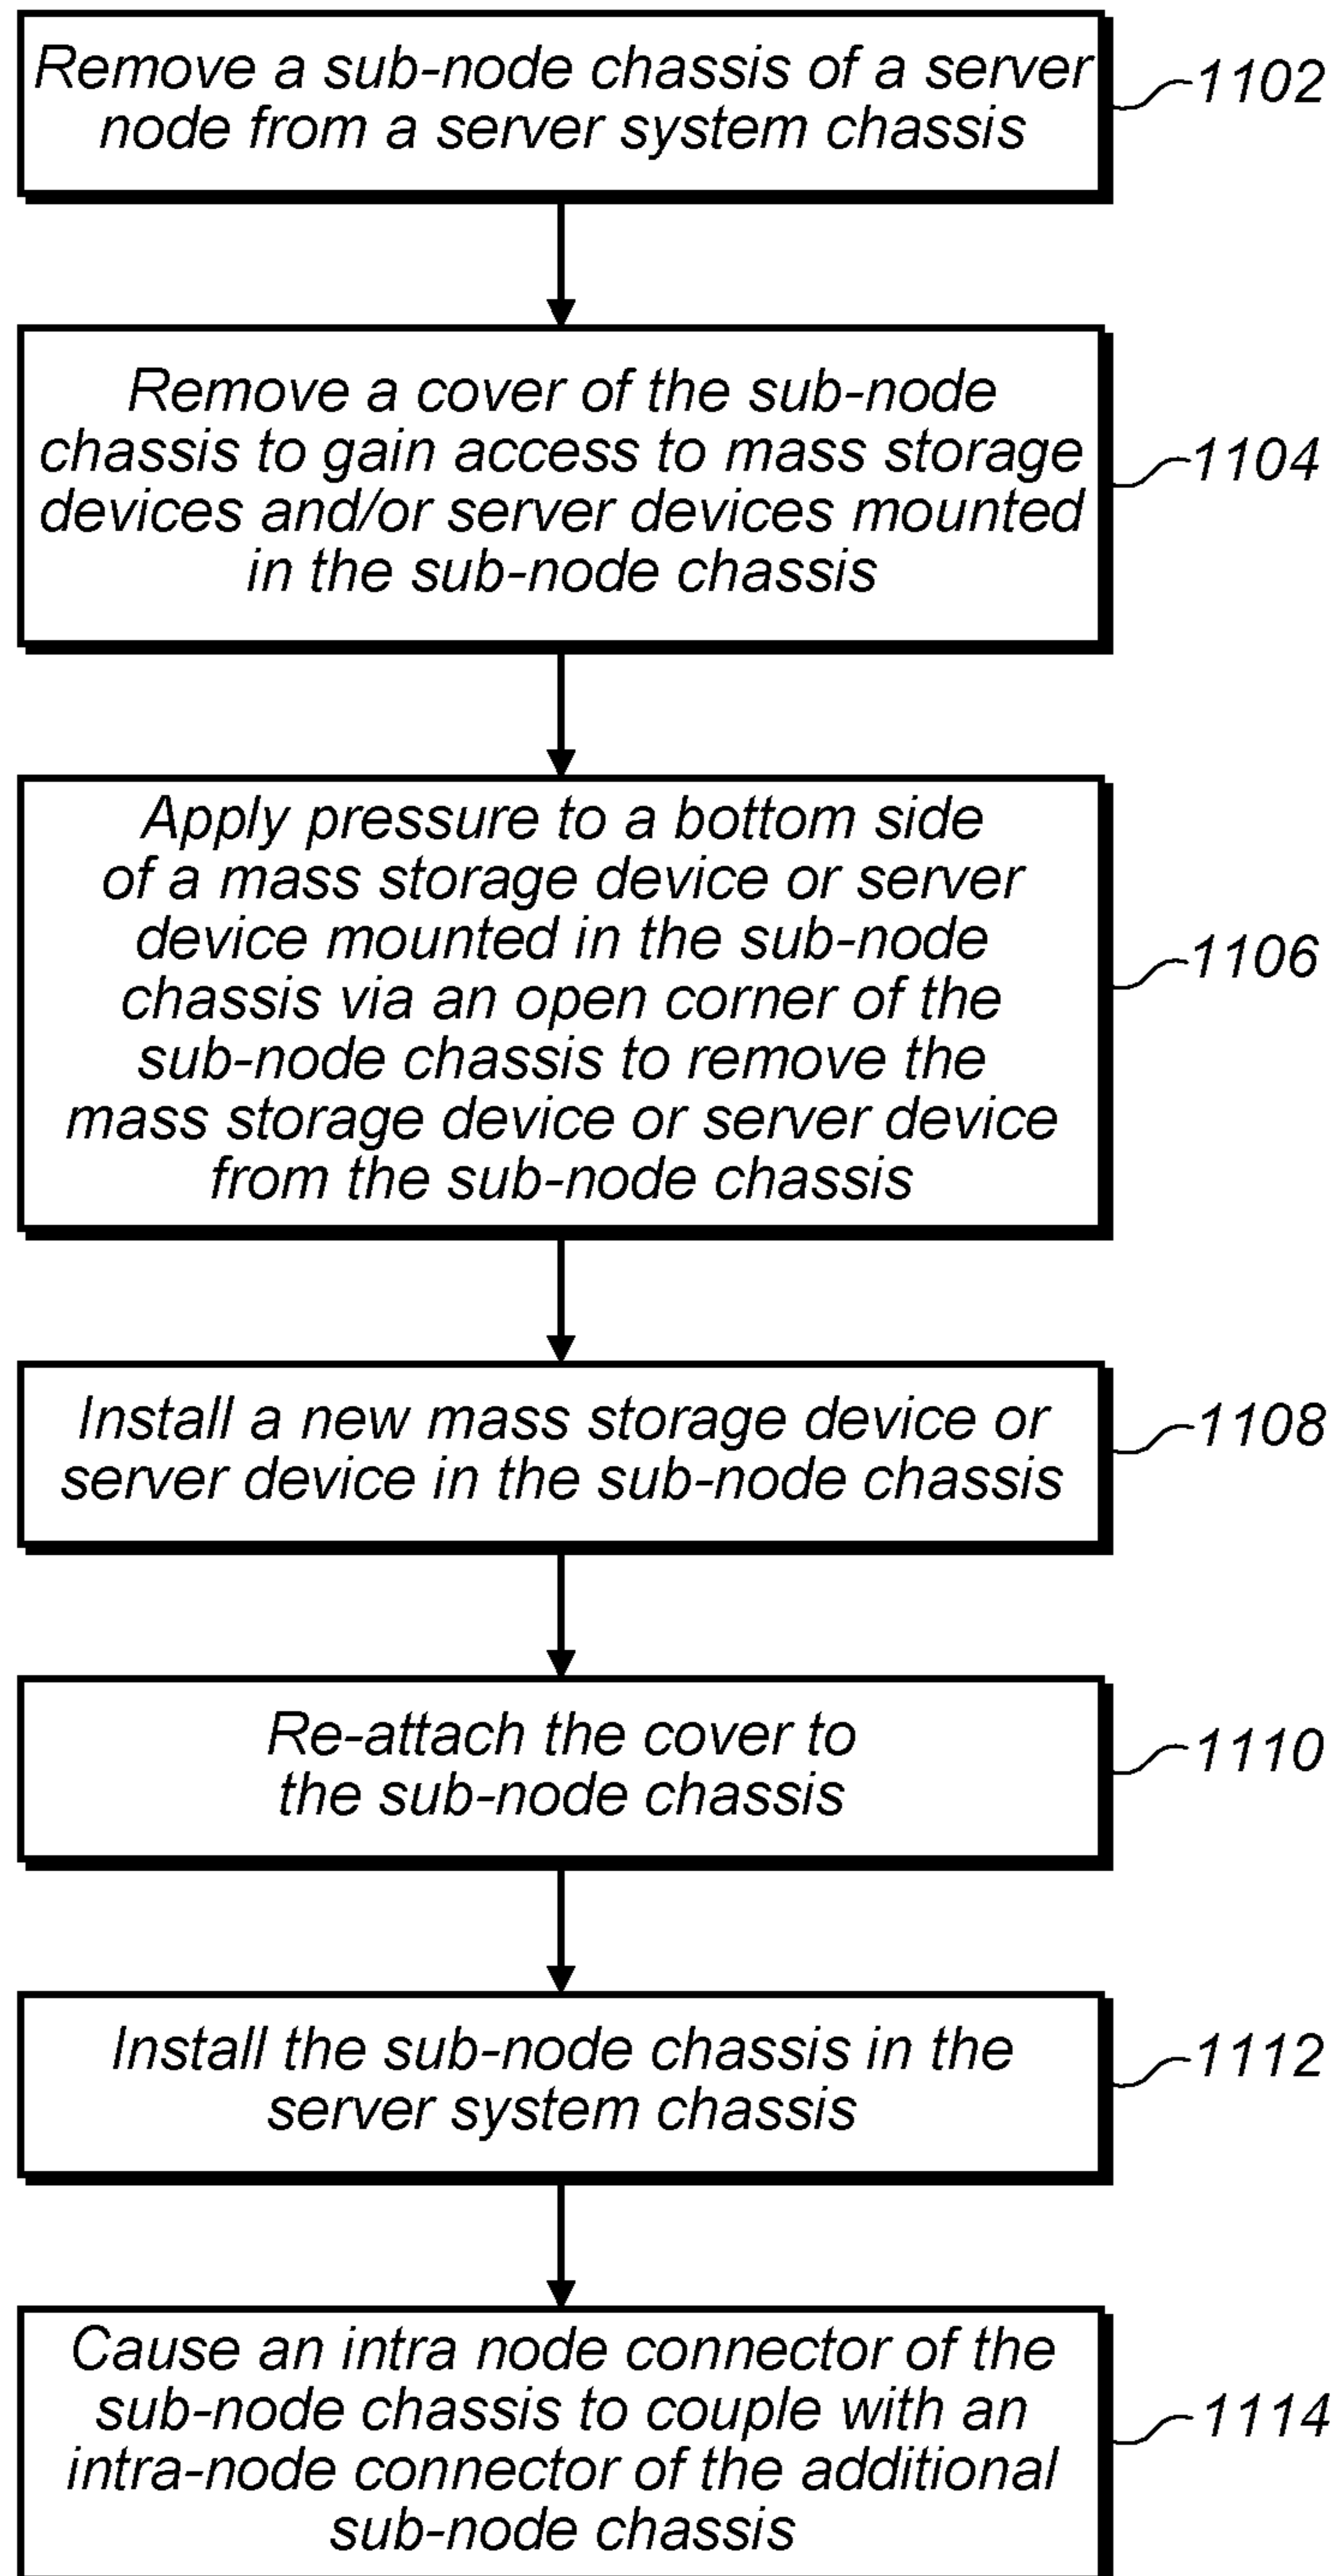 Remove a sub-node chassis of a server
node from a server system chassis
1102
Remove a cover of the sub-node
chassis to gain access to mass storage
devices and/or server devices mounted
in the sub-node chassis
1104
Apply pressure to a bottom side
of a mass storage device or server
device mounted in the sub-node
chassis via an open corner of the
sub-node chassis to remove the
mass storage device or server device
from the sub-node chassis
1106
Install a new mass storage device or
server device in the sub-node chassis
1108
Re-attach the cover to
the sub-node chassis
1110
Install the sub-node chassis in the
server system chassis
1112
Cause an intra node connector of the
sub-node chassis to couple with an
intra-node connector of the additional
sub-node chassis
1114